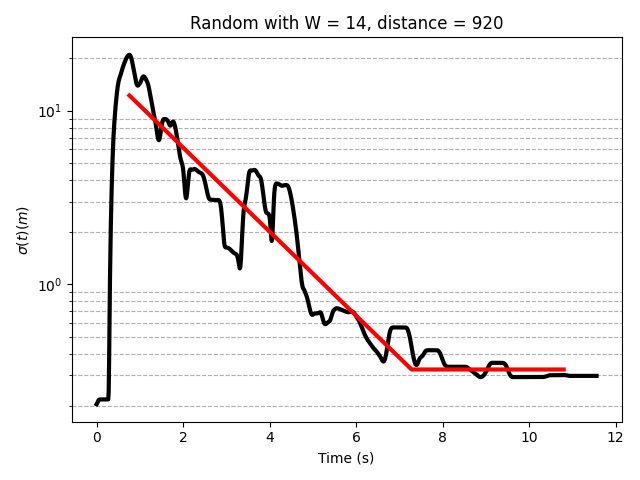 Random with W = 14, distance = 920
σ(t)(m)
10¹
10⁰
0 2 4 6 8 10 12
Time (s)